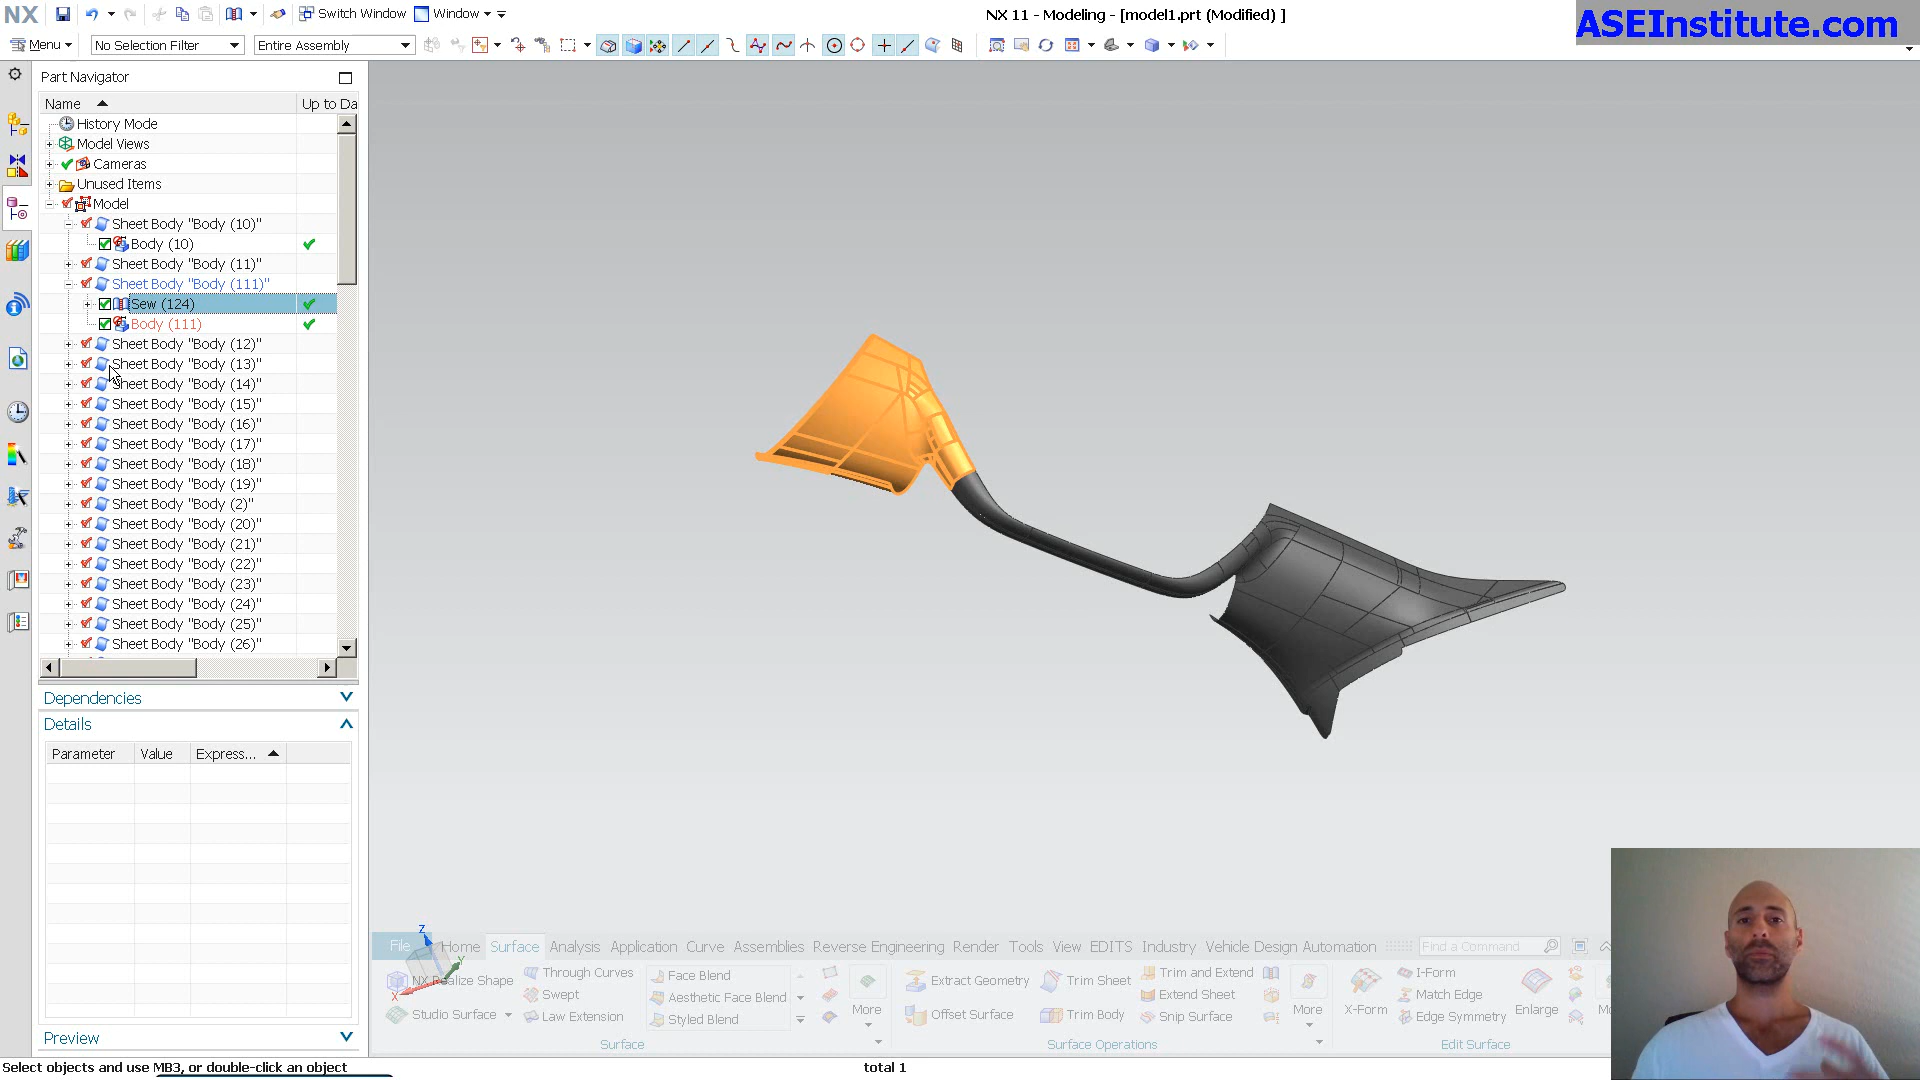 NX Switch Window Window NX 11 - Modeling - [model1.prt (Modified) ] ASEInstitute.com
Menu No Selection Filter Entire Assembly
Part Navigator
Name Up to Da
History Mode
Model Views
Cameras
Unused Items
Model
Sheet Body "Body (10)"
Body (10)
Sheet Body "Body (11)"
Sheet Body "Body (111)"
Sew (124)
Body (111)
Sheet Body "Body (12)"
Sheet Body "Body (13)"
Sheet Body "Body (14)"
Sheet Body "Body (15)"
Sheet Body "Body (16)"
Sheet Body "Body (17)"
Sheet Body "Body (18)"
Sheet Body "Body (19)"
Sheet Body "Body (2)"
Sheet Body "Body (20)"
Sheet Body "Body (21)"
Sheet Body "Body (22)"
Sheet Body "Body (23)"
Sheet Body "Body (24)"
Sheet Body "Body (25)"
Sheet Body "Body (26)"
Dependencies
Details
Parameter Value Express...
Preview
Z
Y
X
File Home Surface Analysis Application Curve Assemblies Reverse Engineering Render Tools View EDITS Industry Vehicle Design Automation Find a Command
NX Realize Shape Through Curves Face Blend Extract Geometry Trim Sheet Trim and Extend I-Form
Swept Aesthetic Face Blend Extend Sheet Match Edge
Studio Surface Law Extension Styled Blend More Offset Surface Trim Body Snip Surface More X-Form Edge Symmetry Enlarge
Surface Surface Operations Edit Surface
Select objects and use MB3, or double-click an object total 1